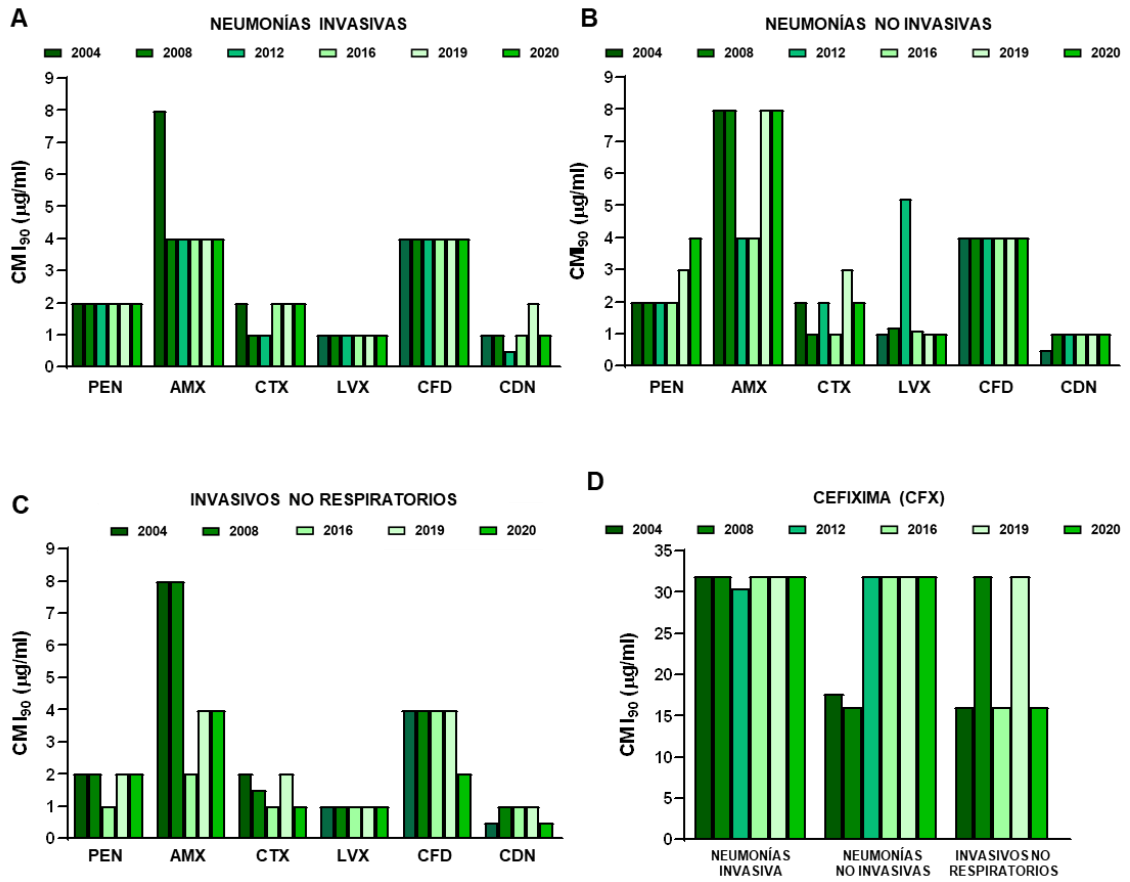 A
NEUMONÍAS INVASIVAS
2004 2008 2012 2016 2019 2020
CMI90 (µg/ml)
9
8
7
6
5
4
3
2
1
0
PEN AMX CTX LVX CFD CDN
B
NEUMONÍAS NO INVASIVAS
2004 2008 2012 2016 2019 2020
CMI90 (µg/ml)
9
8
7
6
5
4
3
2
1
0
PEN AMX CTX LVX CFD CDN
C
INVASIVOS NO RESPIRATORIOS
2004 2008 2016 2019 2020
CMI90 (µg/ml)
9
8
7
6
5
4
3
2
1
0
PEN AMX CTX LVX CFD CDN
D
CEFIXIMA (CFX)
2004 2008 2012 2016 2019 2020
CMI90 (µg/ml)
35
30
25
20
15
10
5
0
NEUMONÍAS
INVASIVA
NEUMONÍAS
NO INVASIVAS
INVASIVOS NO
RESPIRATORIOS